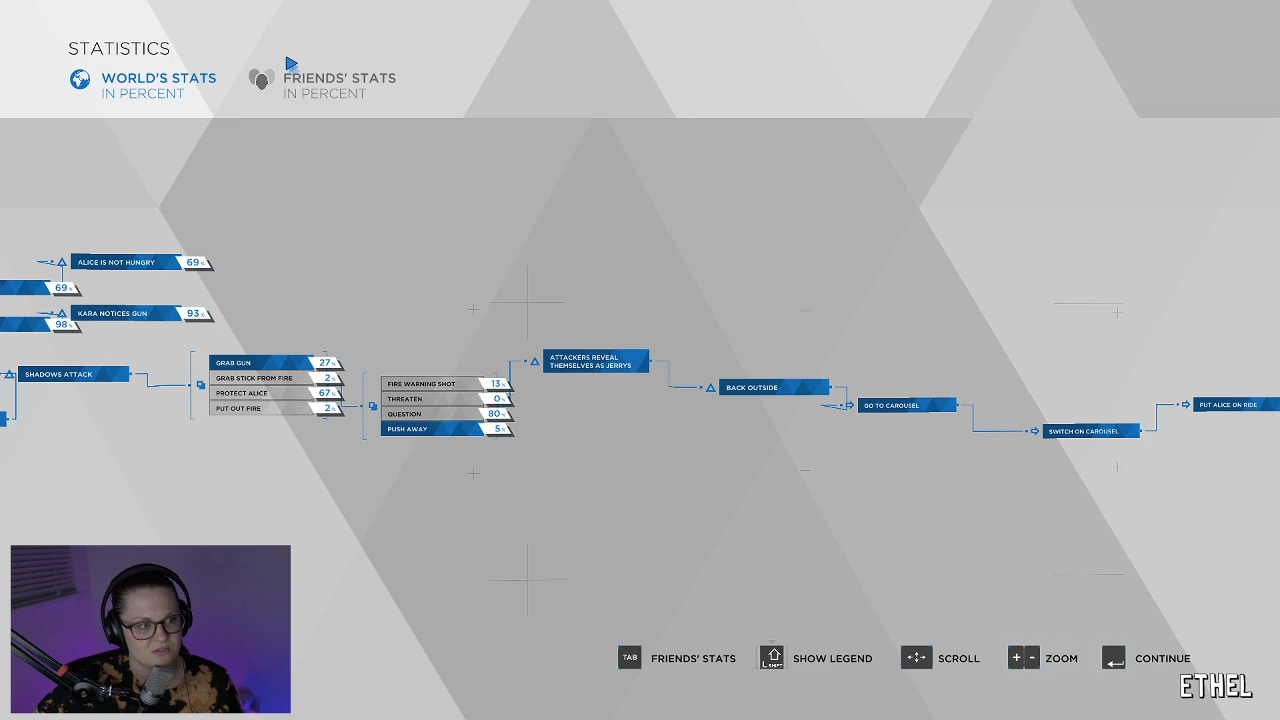 STATISTICS
WORLD'S STATS
IN PERCENT
FRIENDS' STATS
IN PERCENT
ALICE IS NOT HUNGRY 69%
69%
KARA NOTICES GUN 93%
98%
SHADOWS ATTACK
GRAB GUN 27%
GRAB STICK FROM FIRE 2%
PROTECT ALICE 67%
PUT OUT FIRE 2%
FIRE WARNING SHOT 13%
THREATEN 0%
QUESTION 80%
PUSH AWAY 5%
ATTACKERS REVEAL
THEMSELVES AS JERRYS
BACK OUTSIDE
GO TO CAROUSEL
SWITCH ON CAROUSEL
PUT ALICE ON RIDE
TAB FRIENDS' STATS
L SHIFT SHOW LEGEND
SCROLL
+ - ZOOM
CONTINUE
ETHEL